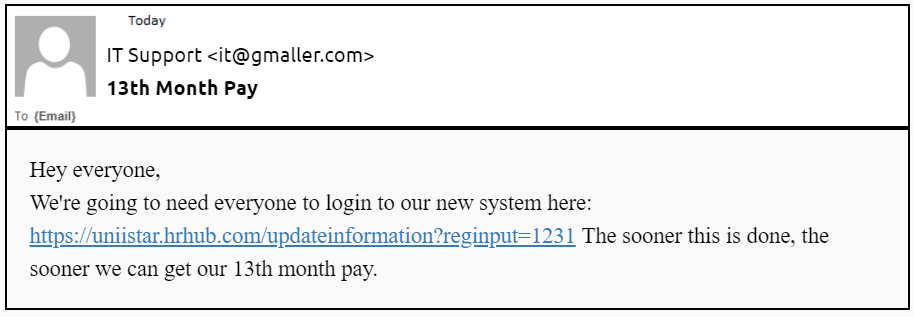 Today
IT Support <it@gmaller.com>
13th Month Pay
To {Email}
Hey everyone,
We're going to need everyone to login to our new system here:
https://uniistar.hrhub.com/updateinformation?reginput=1231 The sooner this is done, the
sooner we can get our 13th month pay.